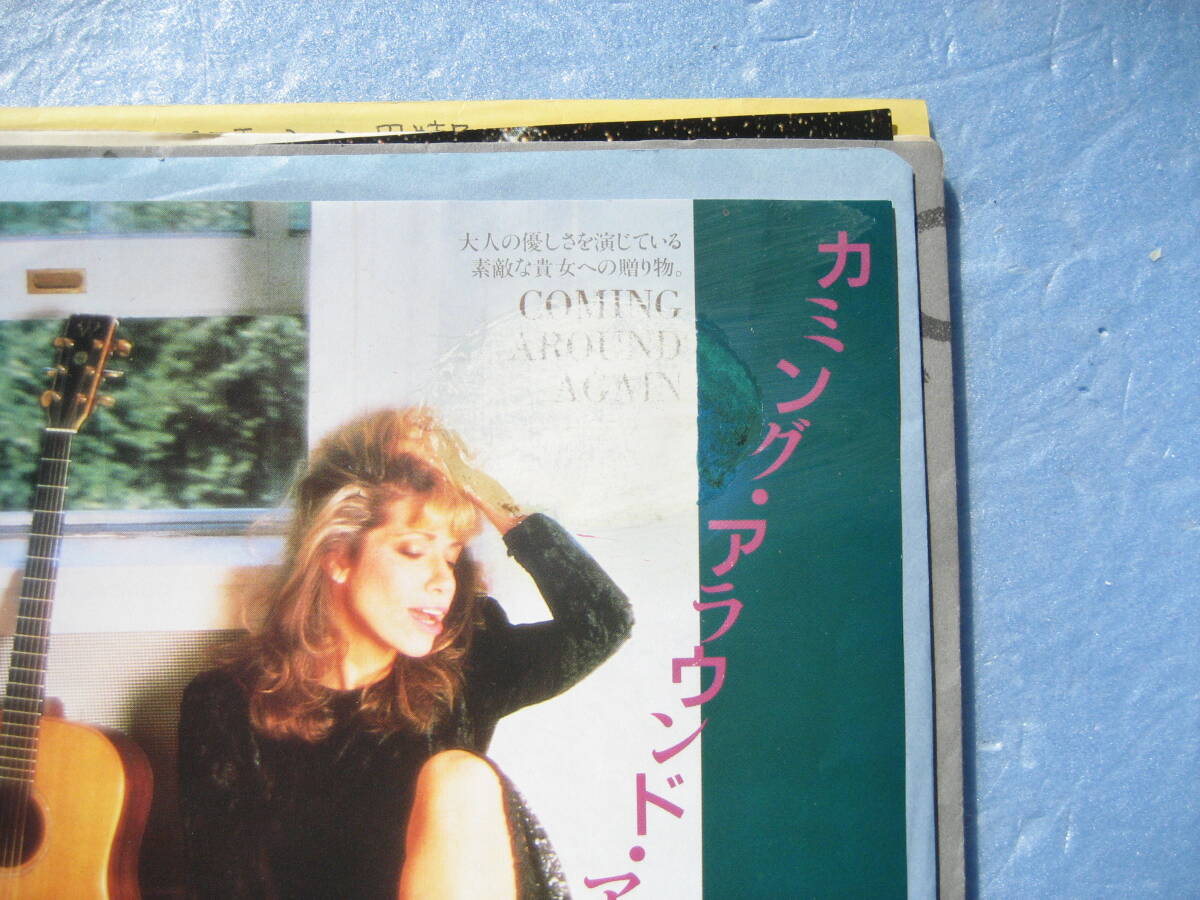 大人の優しさを演じている
素敵な貴女への贈り物。
COMING
AROUND
AGAIN
カミング・アラウンド・ア